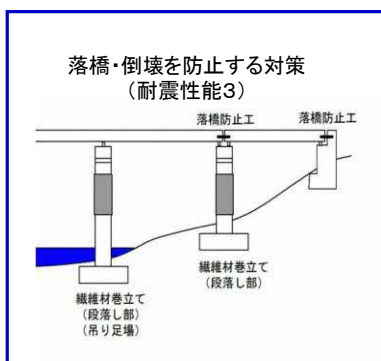 落橋・倒壊を防止する対策
（耐震性能3）
落橋防止工
落橋防止工
繊維材巻立て
（段落し部）
（吊り足場）
繊維材巻立て
（段落し部）